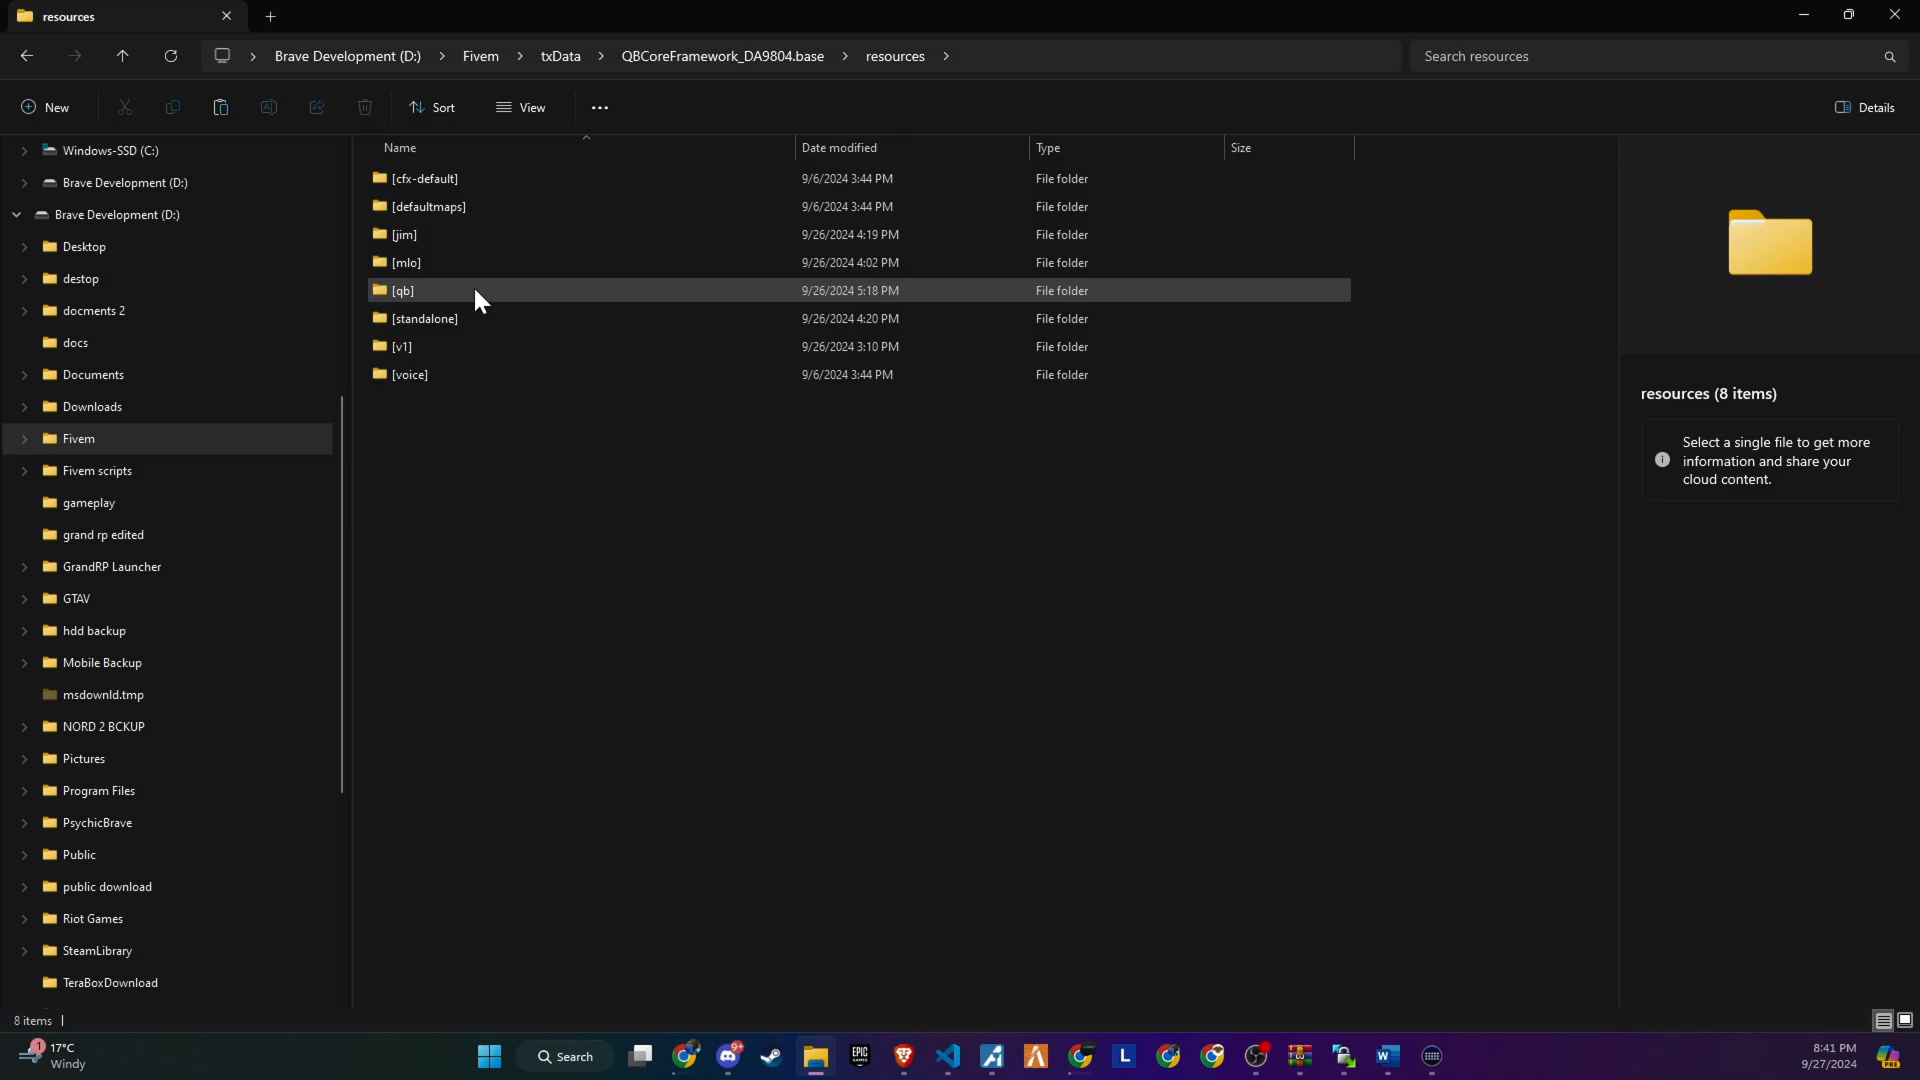 resources
Brave Development (D:)
Fivem
txData
QBCoreFramework_DA9804.base
resources
Search resources
New
Sort
View
Details
Windows-SSD (C:)
Brave Development (D:)
Brave Development (D:)
Desktop
destop
docments 2
docs
Documents
Downloads
Fivem
Fivem scripts
gameplay
grand rp edited
GrandRP Launcher
GTAV
hdd backup
Mobile Backup
msdownld.tmp
NORD 2 BCKUP
Pictures
Program Files
PsychicBrave
Public
public download
Riot Games
SteamLibrary
TeraBoxDownload
Name Date modified Type Size
[cfx-default] 9/6/2024 3:44 PM File folder
[defaultmaps] 9/6/2024 3:44 PM File folder
[jim] 9/26/2024 4:19 PM File folder
[mlo] 9/26/2024 4:02 PM File folder
[qb] 9/26/2024 5:18 PM File folder
[standalone] 9/26/2024 4:20 PM File folder
[v1] 9/26/2024 3:10 PM File folder
[voice] 9/6/2024 3:44 PM File folder
resources (8 items)
Select a single file to get more
information and share your
cloud content.
8 items
1
17°C
Windy
Search
9+
EPIC
GAMES
L
W
8:41 PM
9/27/2024
PRE